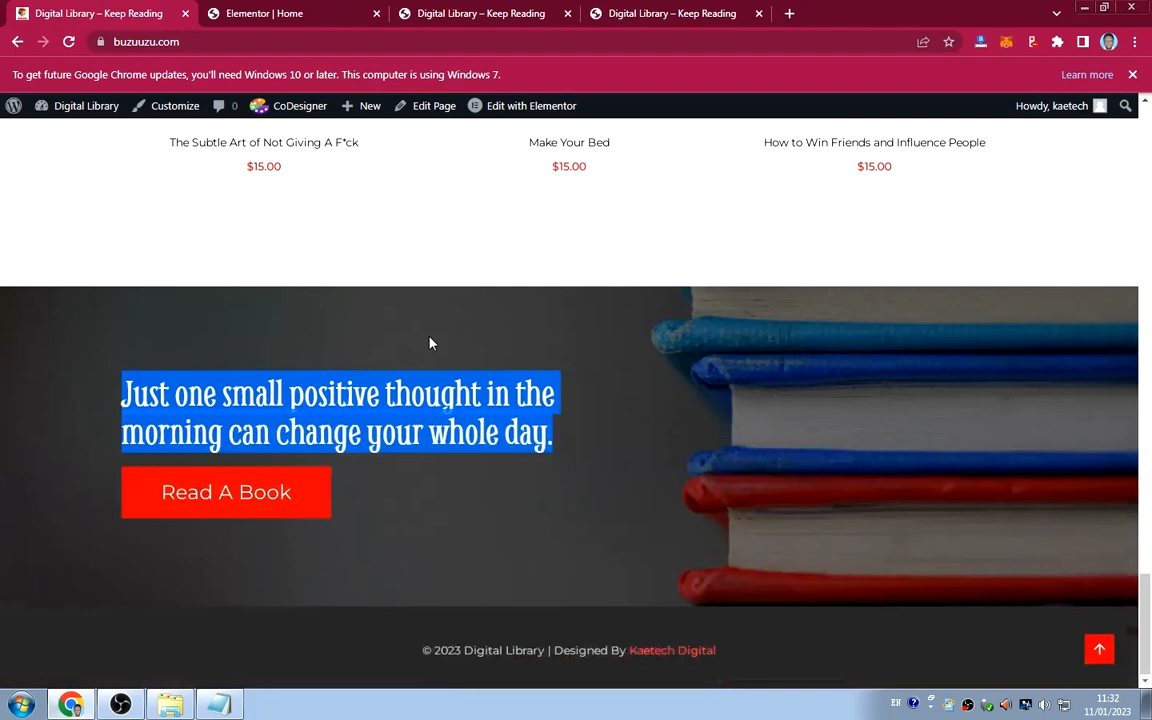 Digital Library – Keep Reading
Elementor | Home
Digital Library – Keep Reading
Digital Library – Keep Reading
buzuuzu.com
To get future Google Chrome updates, you'll need Windows 10 or later. This computer is using Windows 7.
Learn more
Digital Library
Customize
0
CoDesigner
New
Edit Page
Edit with Elementor
Howdy, kaetech
The Subtle Art of Not Giving A F*ck
Make Your Bed
How to Win Friends and Influence People
$15.00
$15.00
$15.00
Just one small positive thought in the
morning can change your whole day.
Read A Book
© 2023 Digital Library | Designed By Kaetech Digital
EN
11:32
11/01/2023